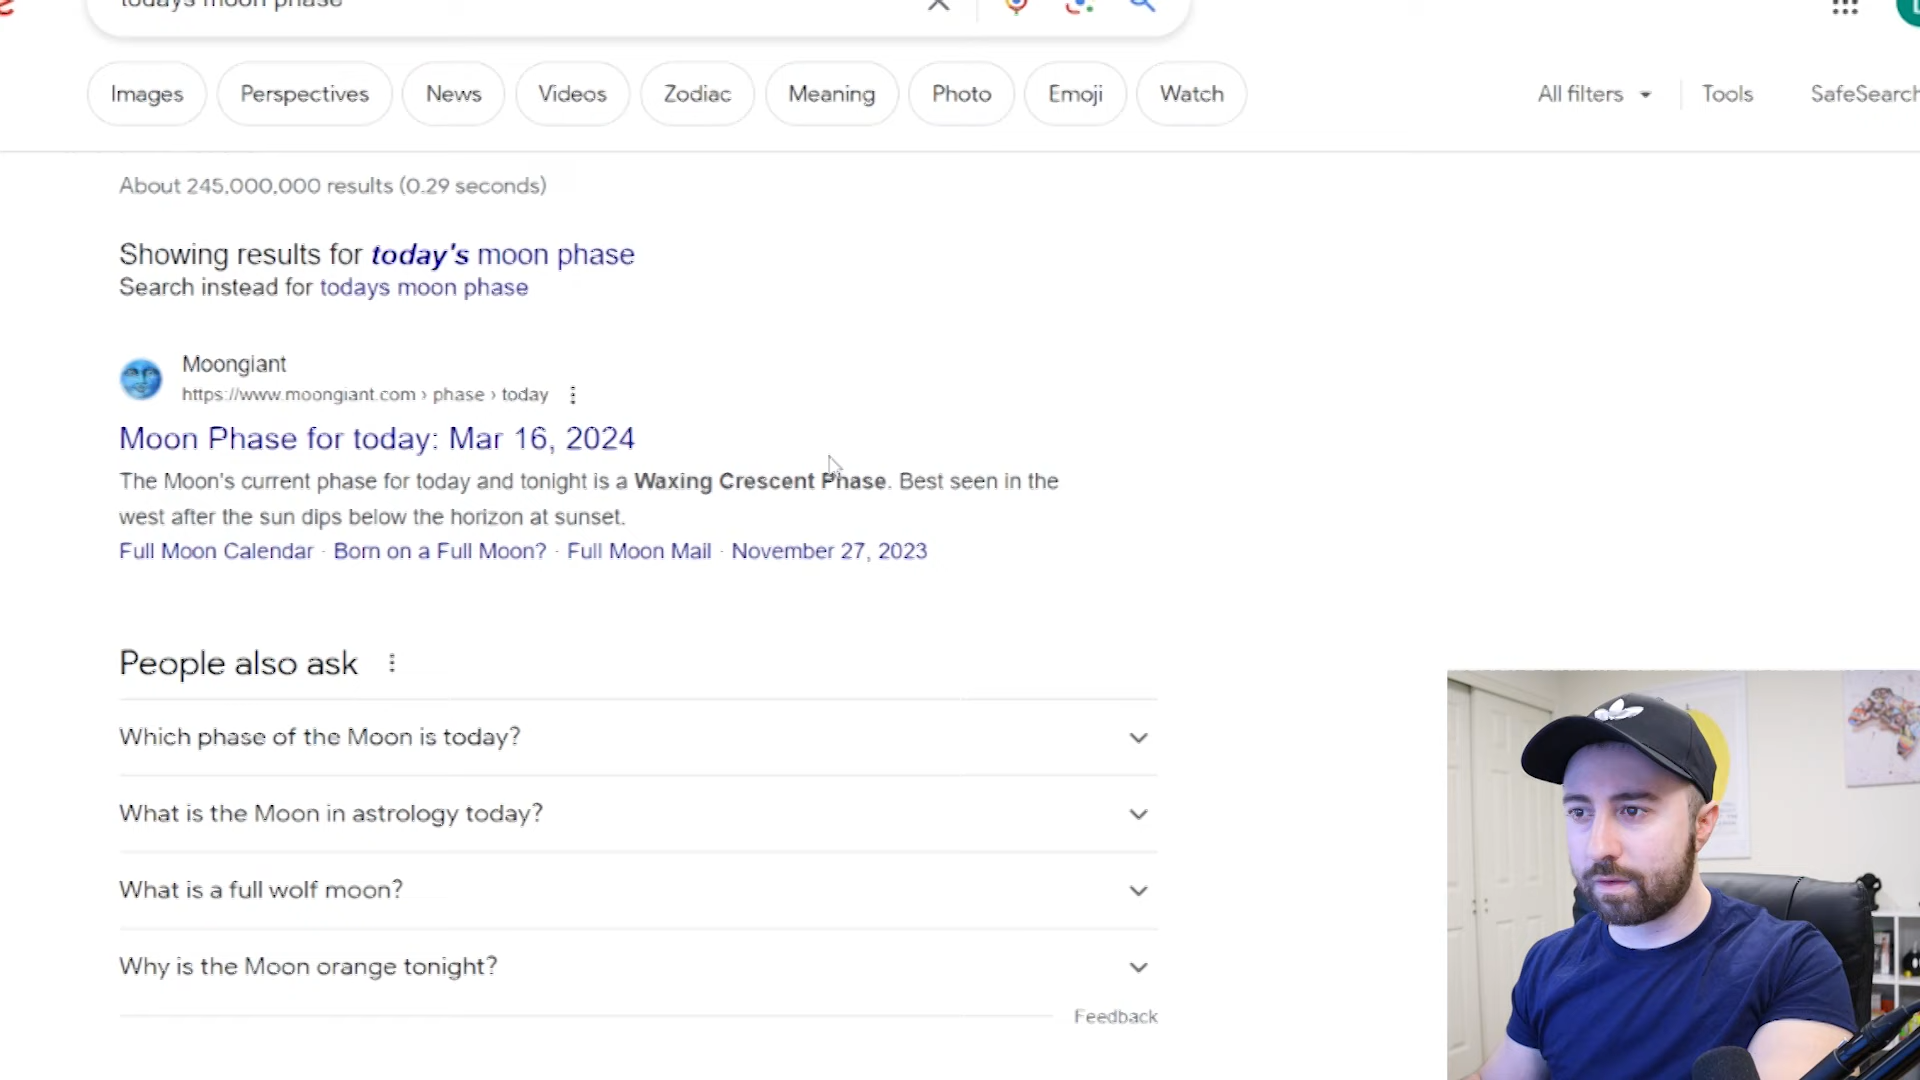 todays moon phase
Images Perspectives News Videos Zodiac Meaning Photo Emoji Watch All filters Tools SafeSearch
About 245,000,000 results (0.29 seconds)
Showing results for today's moon phase
Search instead for todays moon phase
Moongiant
https://www.moongiant.com › phase › today
Moon Phase for today: Mar 16, 2024
The Moon's current phase for today and tonight is a Waxing Crescent Phase. Best seen in the
west after the sun dips below the horizon at sunset.
Full Moon Calendar · Born on a Full Moon? · Full Moon Mail · November 27, 2023
People also ask
Which phase of the Moon is today?
What is the Moon in astrology today?
What is a full wolf moon?
Why is the Moon orange tonight?
Feedback